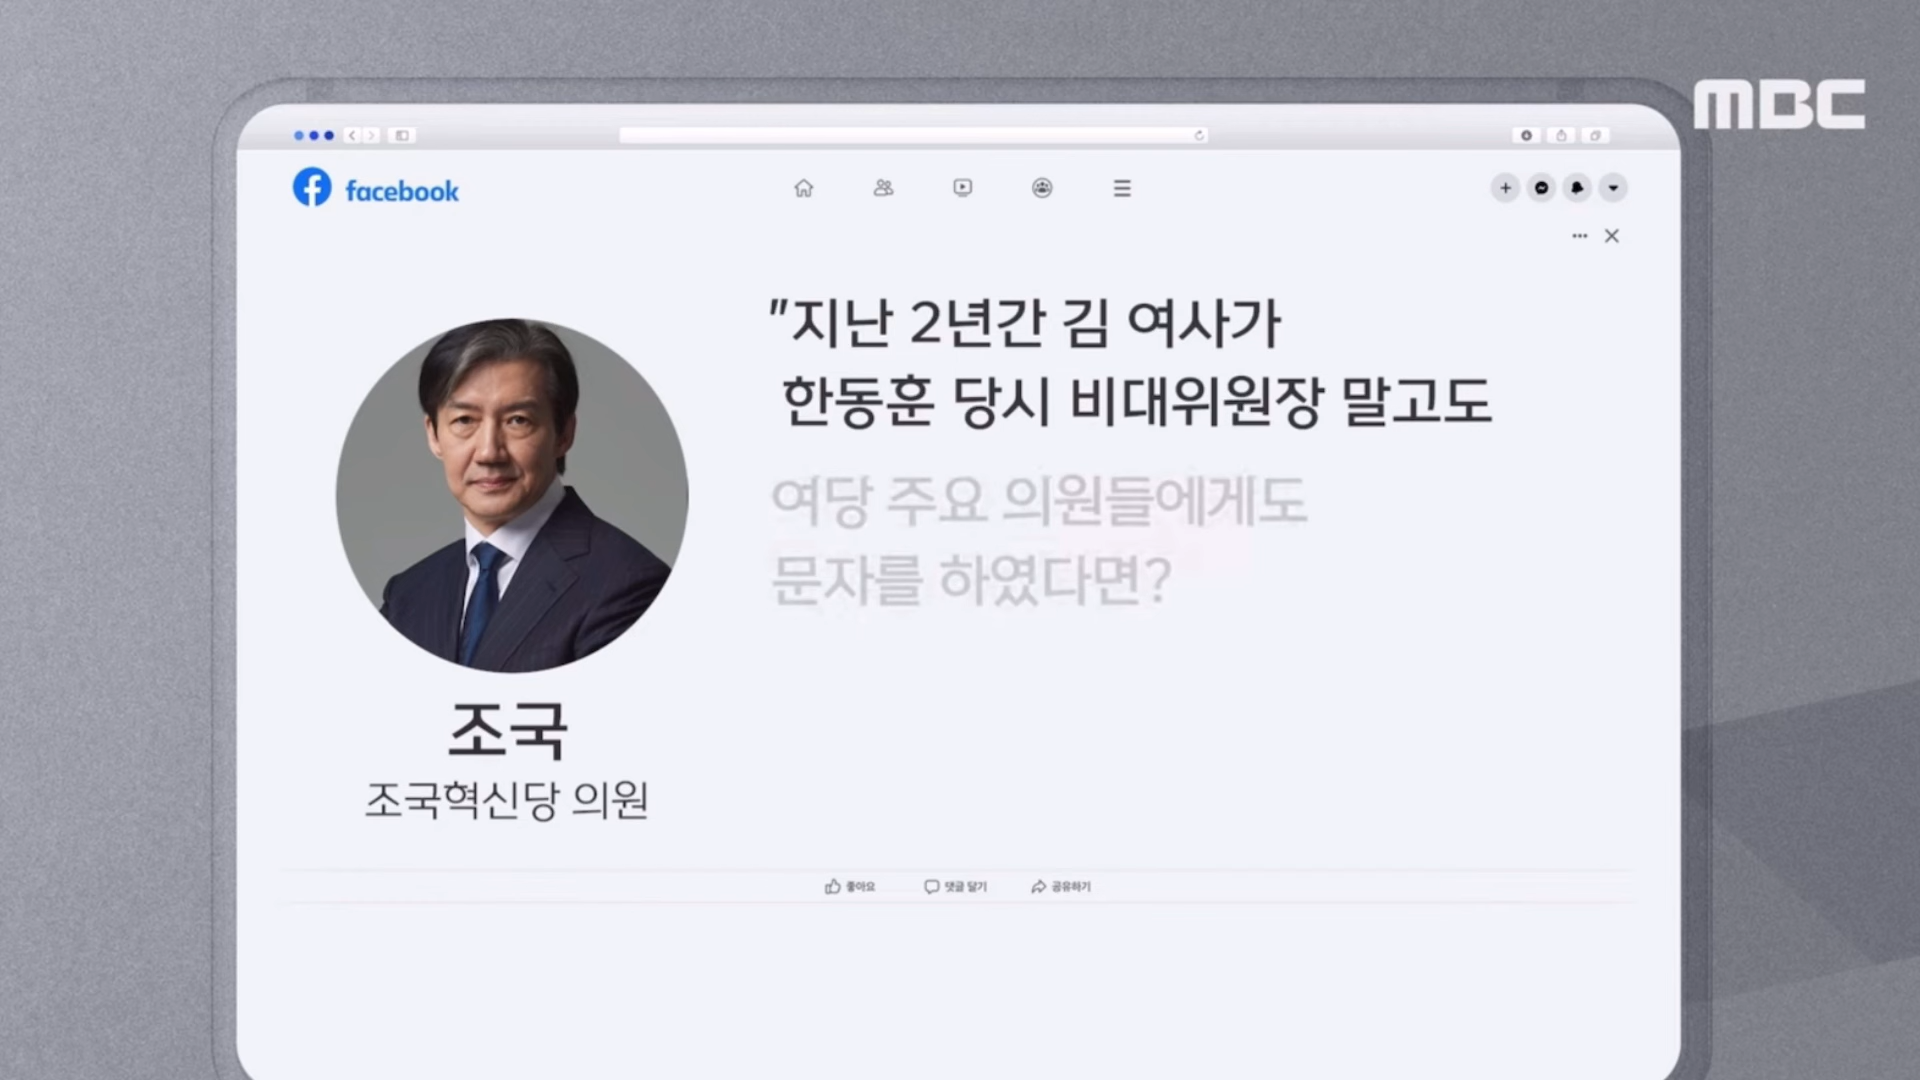 MBC
facebook
"지난 2년간 김 여사가
한동훈 당시 비대위원장 말고도
여당 주요 의원들에게도
문자를 하였다면?
조국
조국혁신당 의원
좋아요 댓글 달기 공유하기